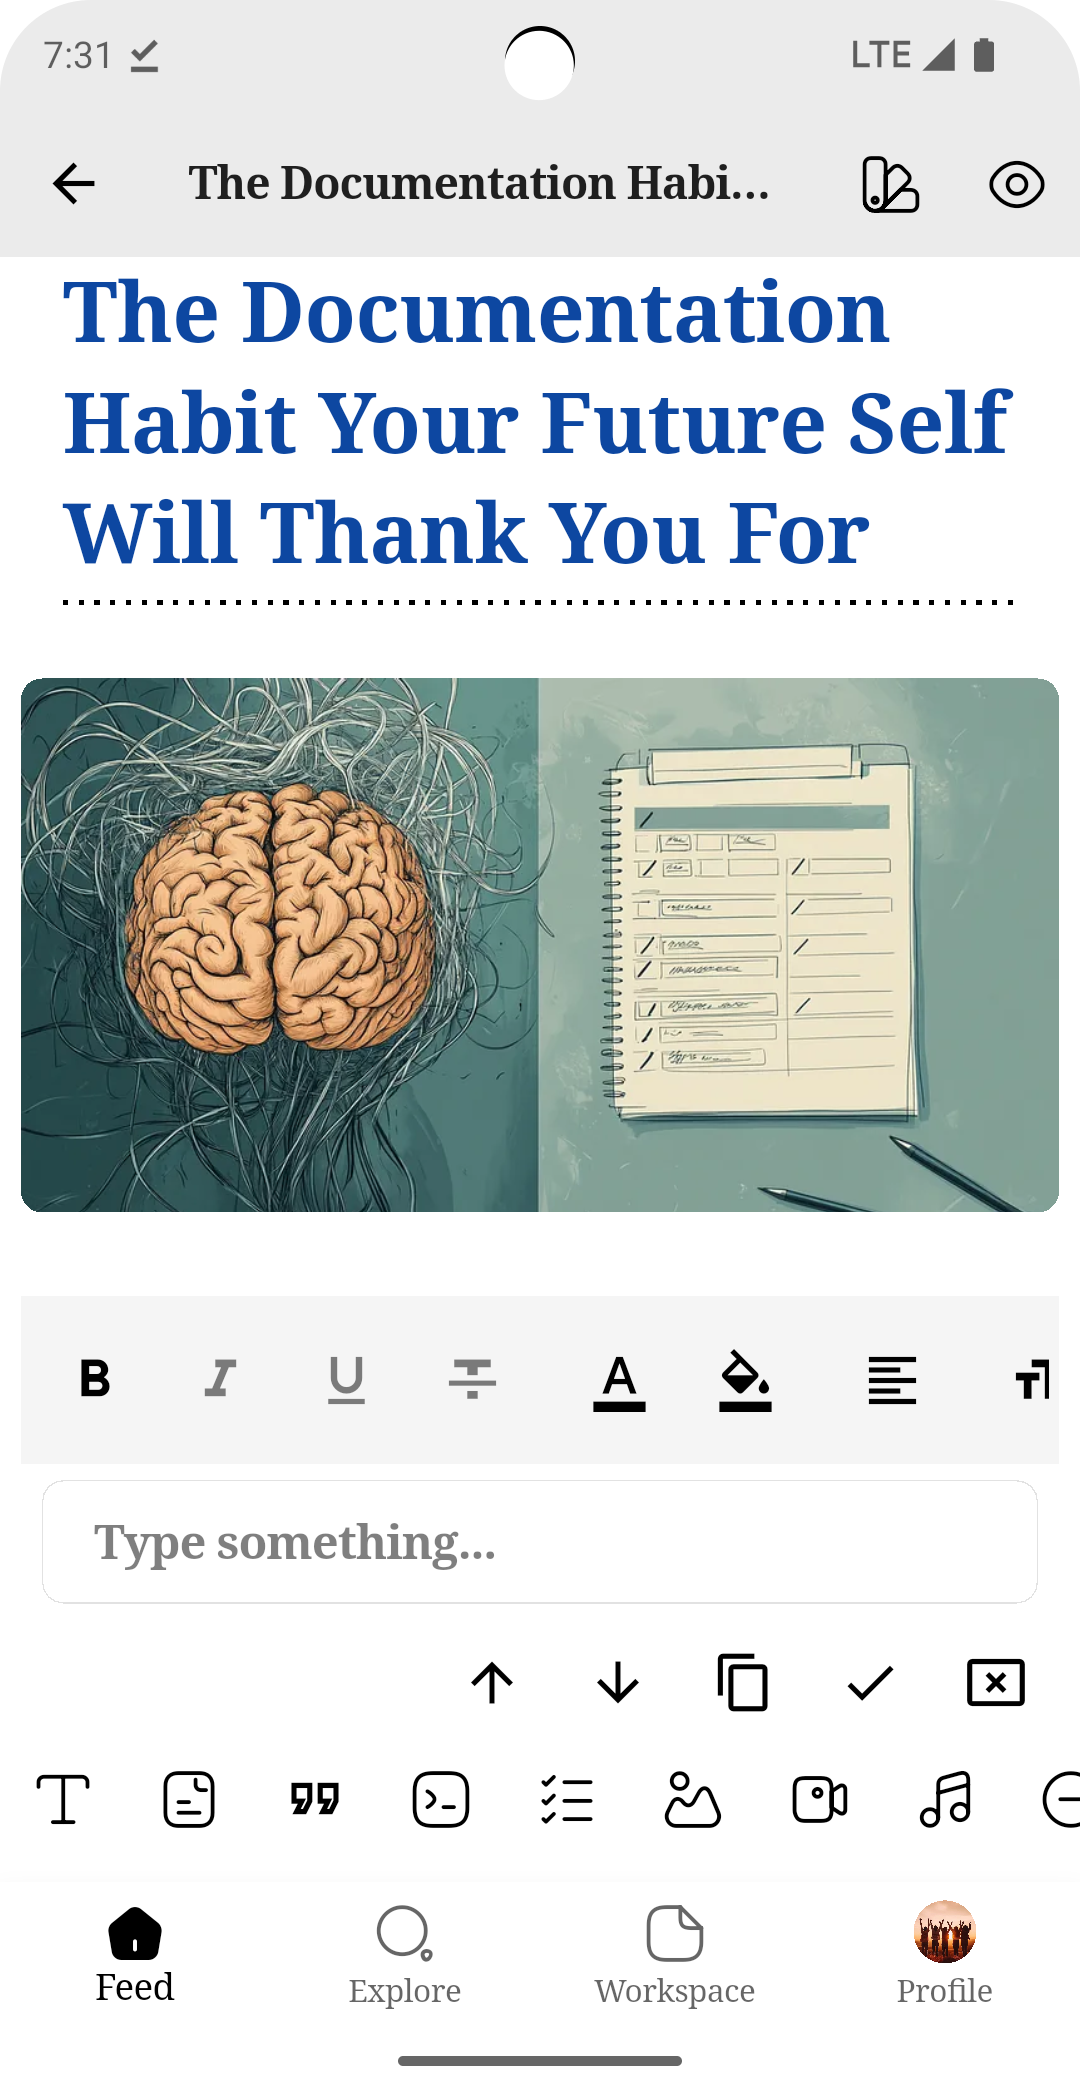 7:31 LTE
The Documentation Habi...
The Documentation
Habit Your Future Self
Will Thank You For
B I U A
Type something...
Feed Explore Workspace Profile